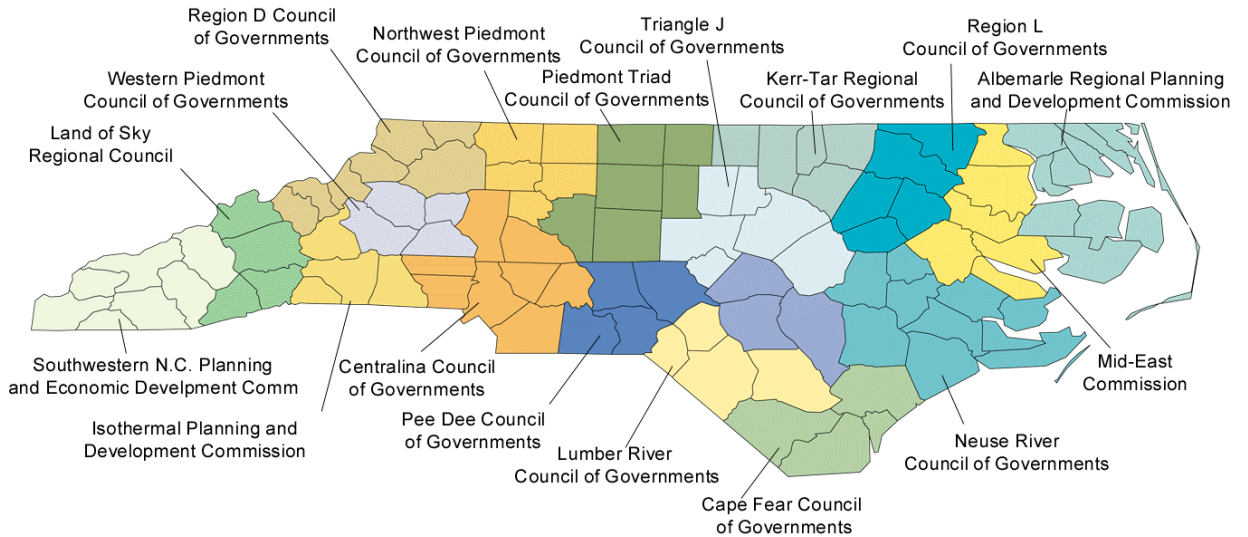 Region D Council
of Governments
Northwest Piedmont
Council of Governments
Triangle J
Council of Governments
Region L
Council of Governments
Western Piedmont
Council of Governments
Piedmont Triad
Council of Governments
Kerr-Tar Regional
Council of Governments
Albemarle Regional Planning
and Development Commission
Land of Sky
Regional Council
Southwestern N.C. Planning
and Economic Develpment Comm
Centralina Council
of Governments
Mid-East
Commission
Isothermal Planning and
Development Commission
Pee Dee Council
of Governments
Lumber River
Council of Governments
Neuse River
Council of Governments
Cape Fear Council
of Governments